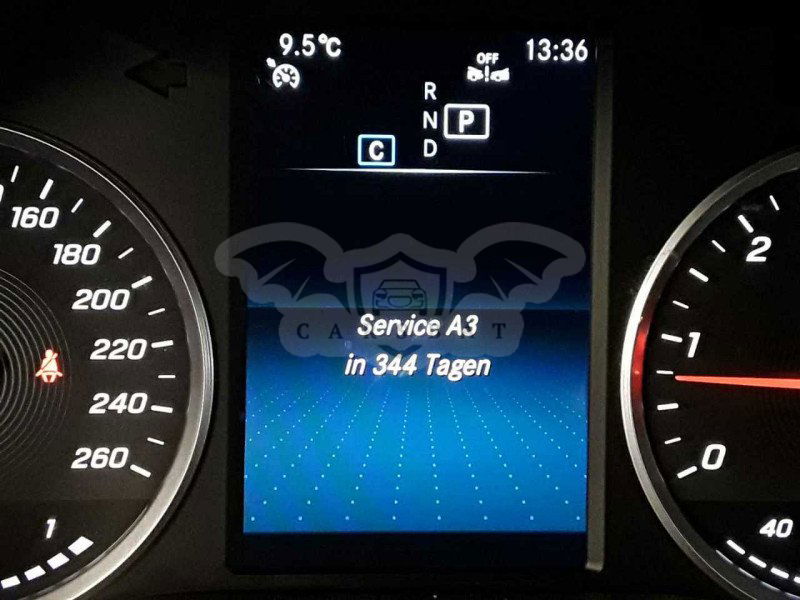 9.5°C
OFF
13:36
R
N
P
C
D
160
180
200
220
240
260
1
CAR
Service A3
in 344 Tagen
2
1
0
40